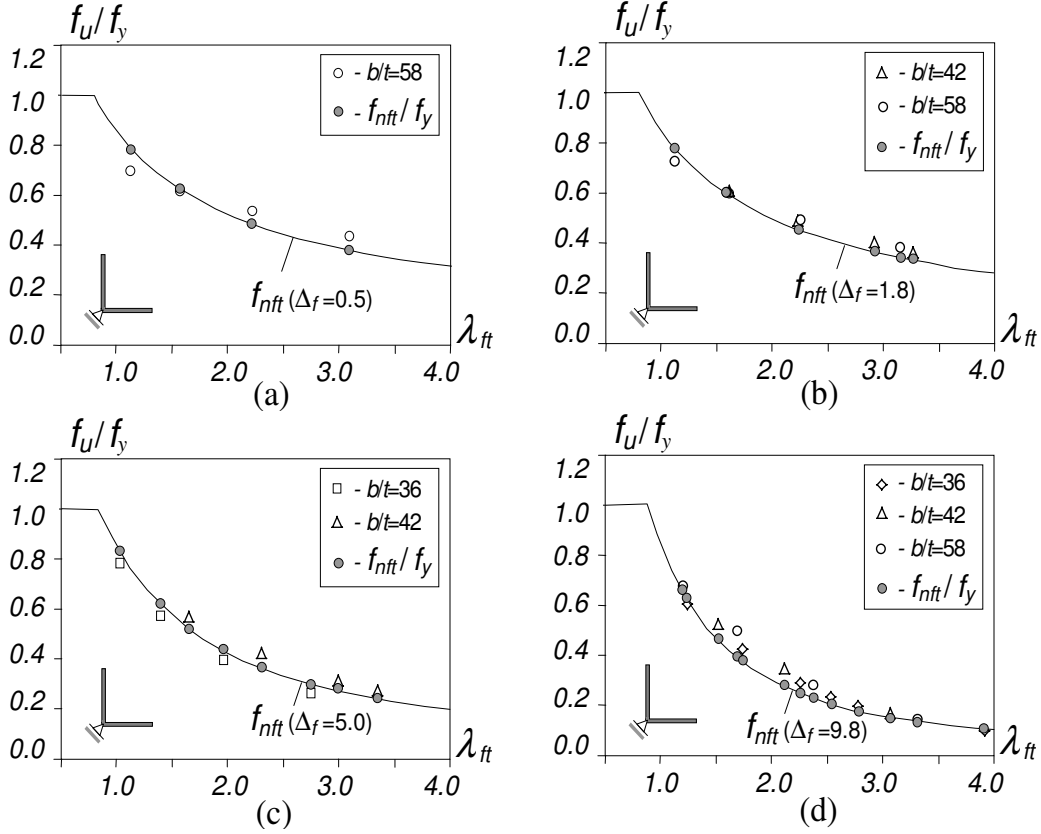 f_u/f_y
1.2
1.0
0.8
0.6
0.4
0.2
0.0
○ - b/t=58
● - f_nft/f_y
f_nft (Δ_f=0.5)
λ_ft
1.0 2.0 3.0 4.0
(a)
f_u/f_y
1.2
1.0
0.8
0.6
0.4
0.2
0.0
△ - b/t=42
○ - b/t=58
● - f_nft/f_y
f_nft (Δ_f=1.8)
λ_ft
1.0 2.0 3.0 4.0
(b)
f_u/f_y
1.2
1.0
0.8
0.6
0.4
0.2
0.0
□ - b/t=36
△ - b/t=42
● - f_nft/f_y
f_nft (Δ_f=5.0)
λ_ft
1.0 2.0 3.0 4.0
(c)
f_u/f_y
1.2
1.0
0.8
0.6
0.4
0.2
0.0
◇ - b/t=36
△ - b/t=42
○ - b/t=58
● - f_nft/f_y
f_nft (Δ_f=9.8)
λ_ft
1.0 2.0 3.0 4.0
(d)